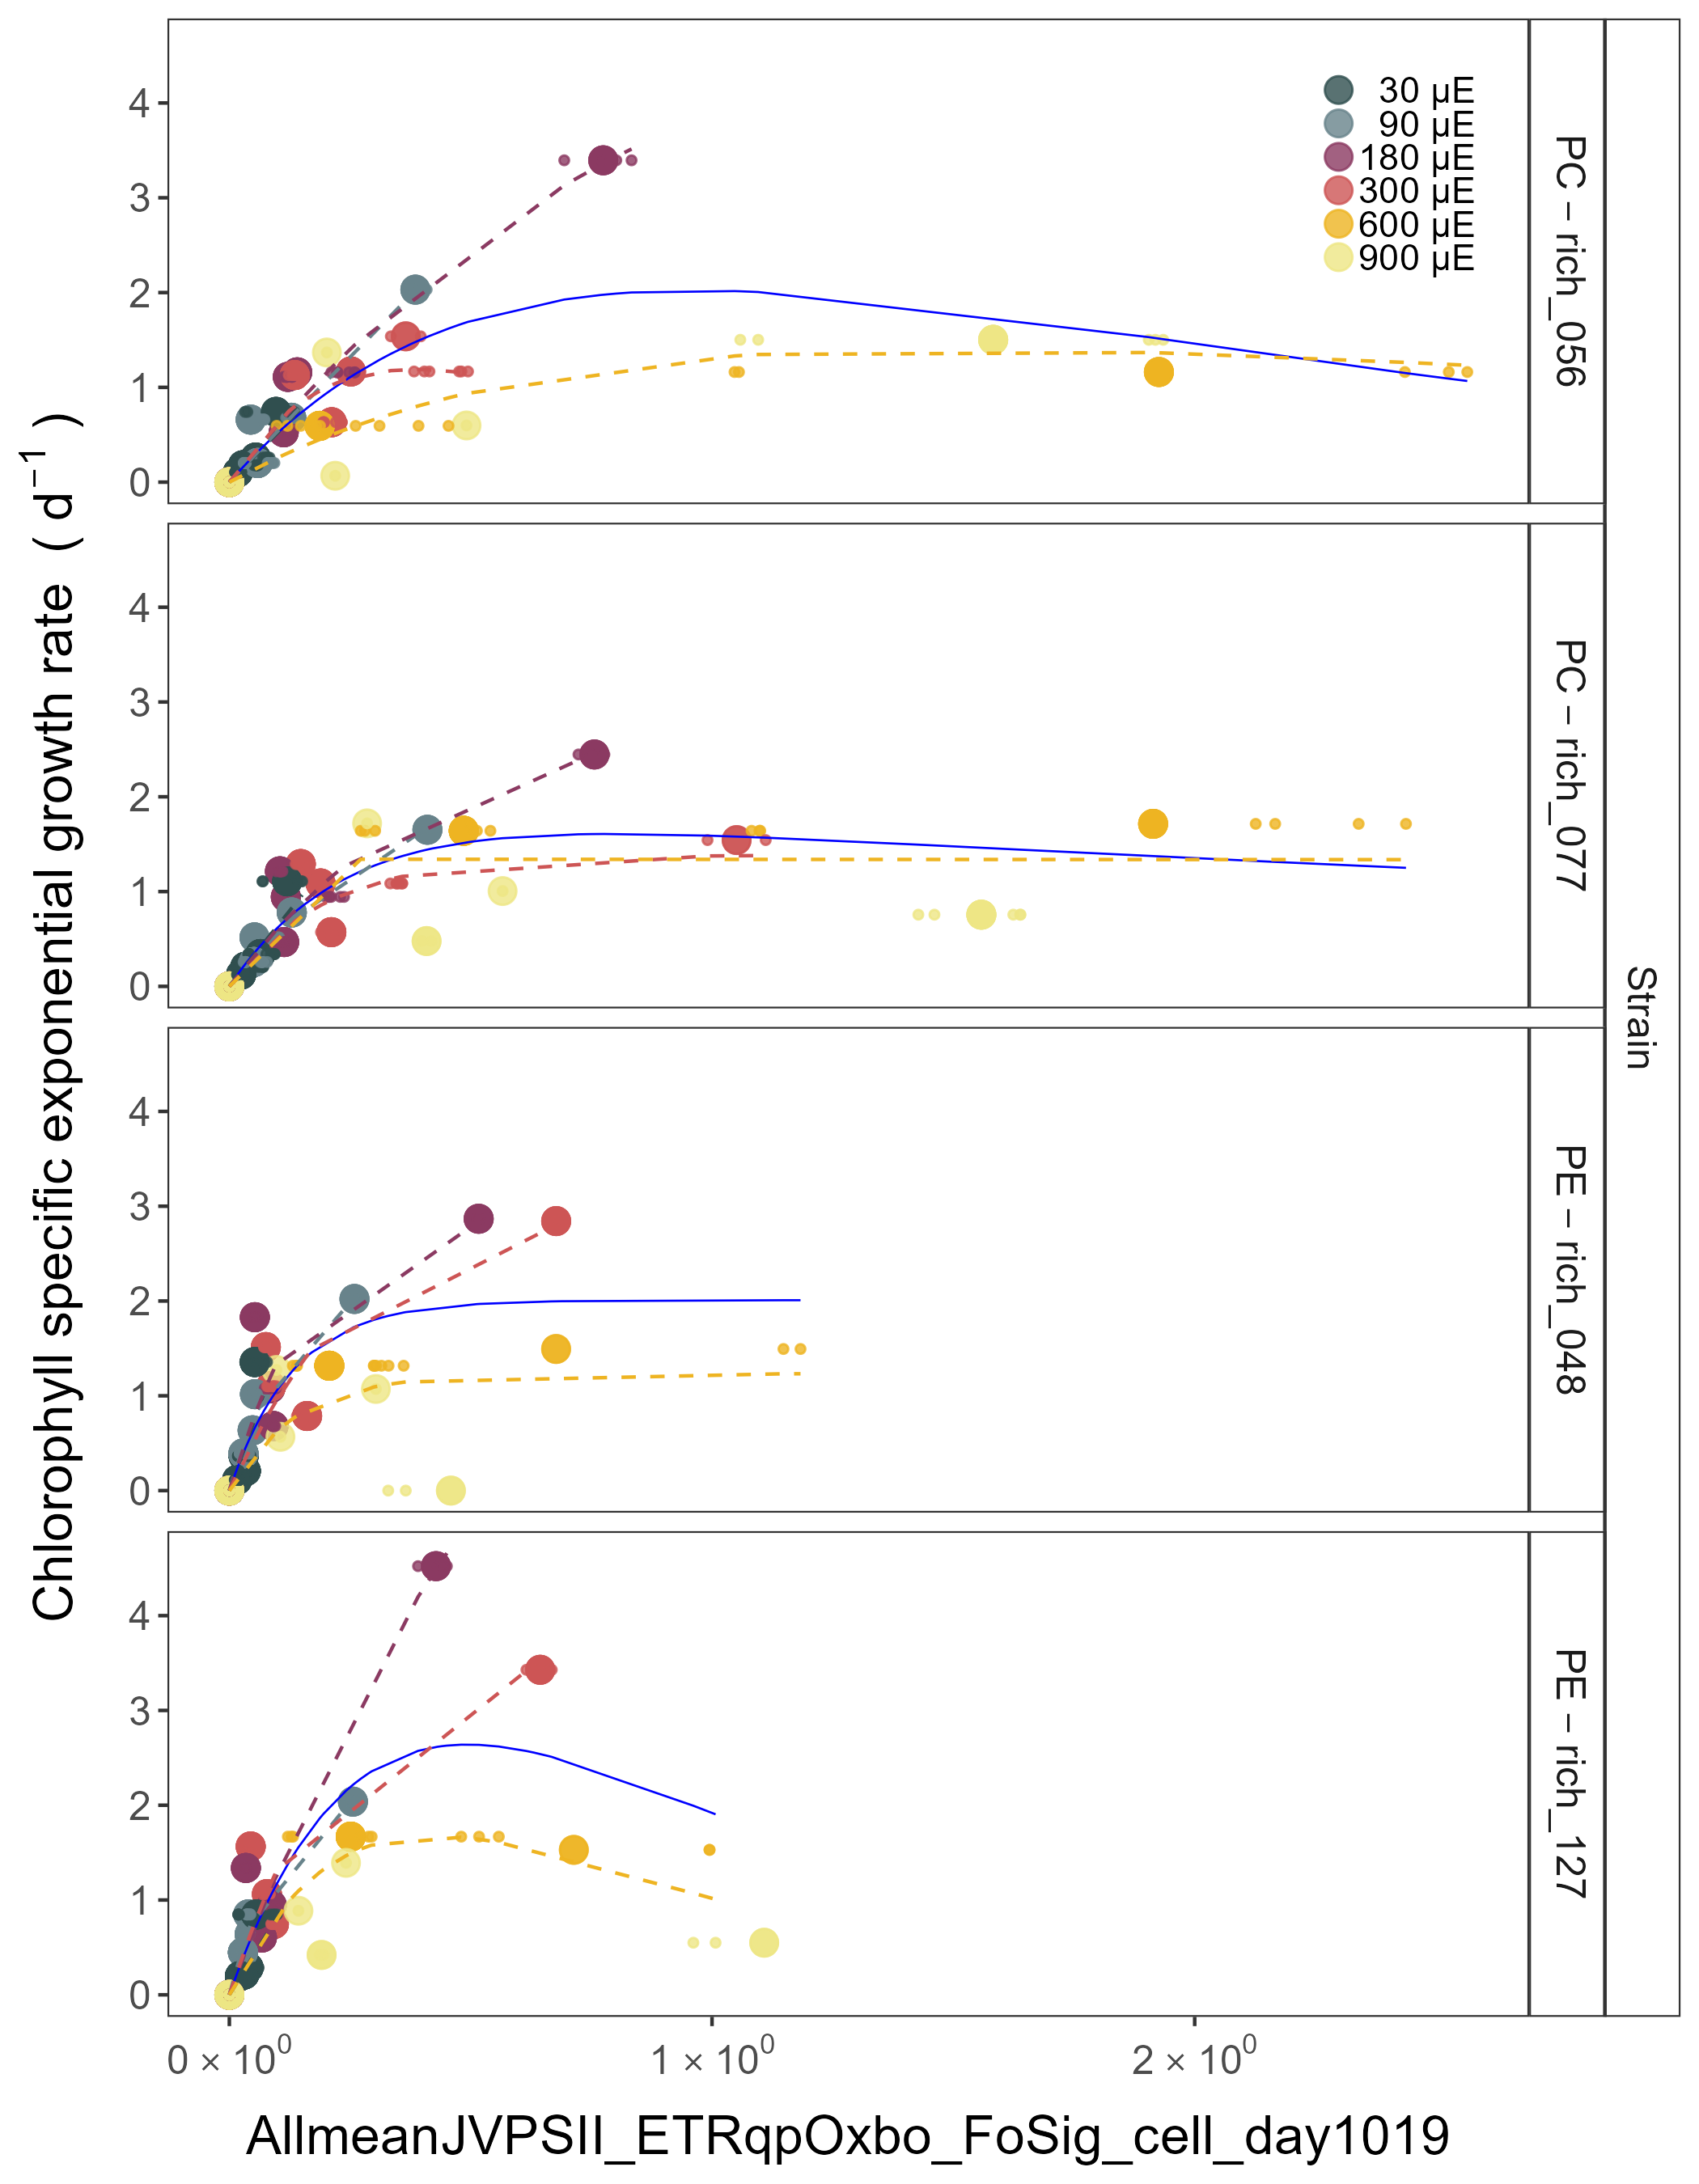 Chlorophyll specific exponential growth rate ( d⁻¹ )
4
3
2
1
0
30 µE
90 µE
180 µE
300 µE
600 µE
900 µE
PC − rich_056
4
3
2
1
0
PC − rich_077
4
3
2
1
0
PE − rich_048
4
3
2
1
0
PE − rich_127
Strain
0 × 10⁰
1 × 10⁰
2 × 10⁰
AllmeanJVPSII_ETRqpOxbo_FoSig_cell_day1019